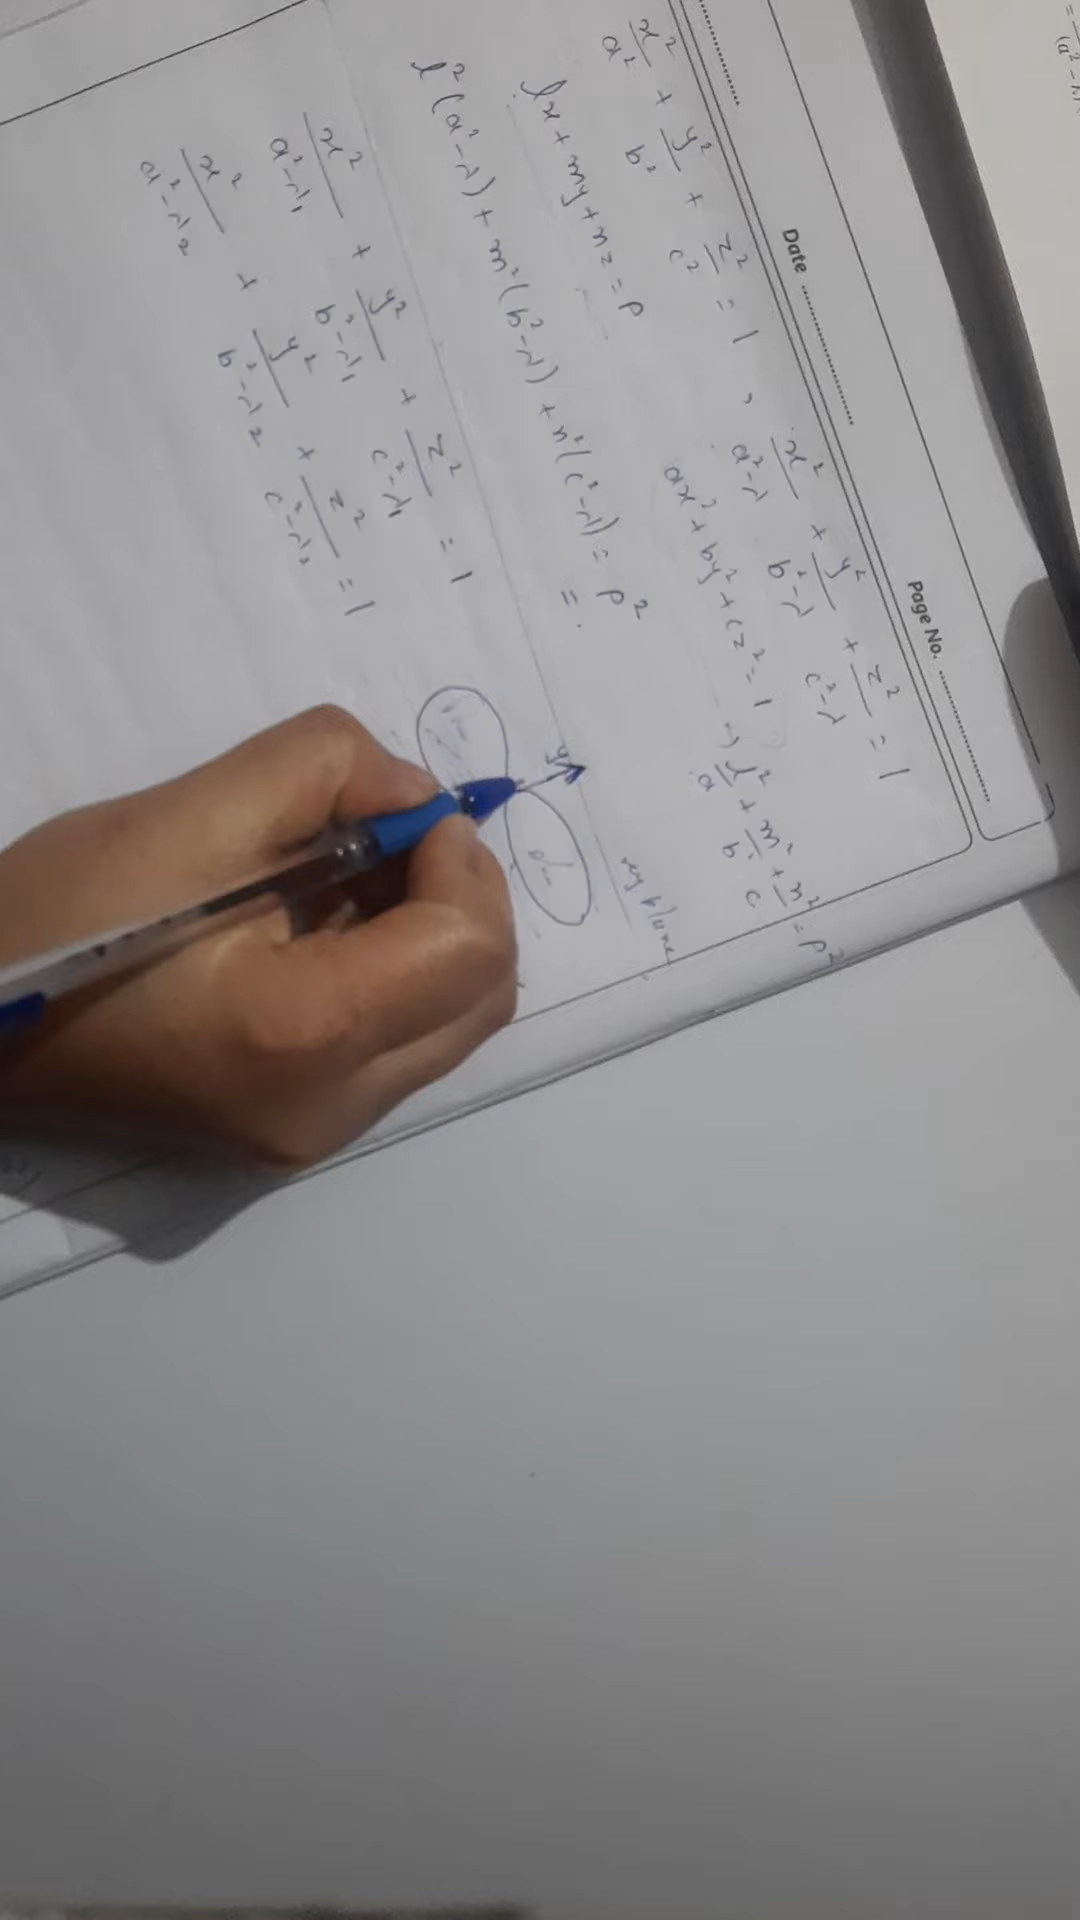 Page No.
Date
x²/a² + y²/b² + z²/c² = 1 , x²/a²-λ + y²/b²-λ + z²/c²-λ = 1
ax² + by² + cz² = 1 → l²/a + m²/b + n²/c = p²
lx + my + nz = p
l²(a²-λ) + m²(b²-λ) + n²(c²-λ) = p²
=
x²/a²-λ₁ + y²/b²-λ₁ + z²/c²-λ₁ = 1
x²/a²-λ₂ + y²/b²-λ₂ + z²/c²-λ₂ = 1
plane
= (a²-λ)